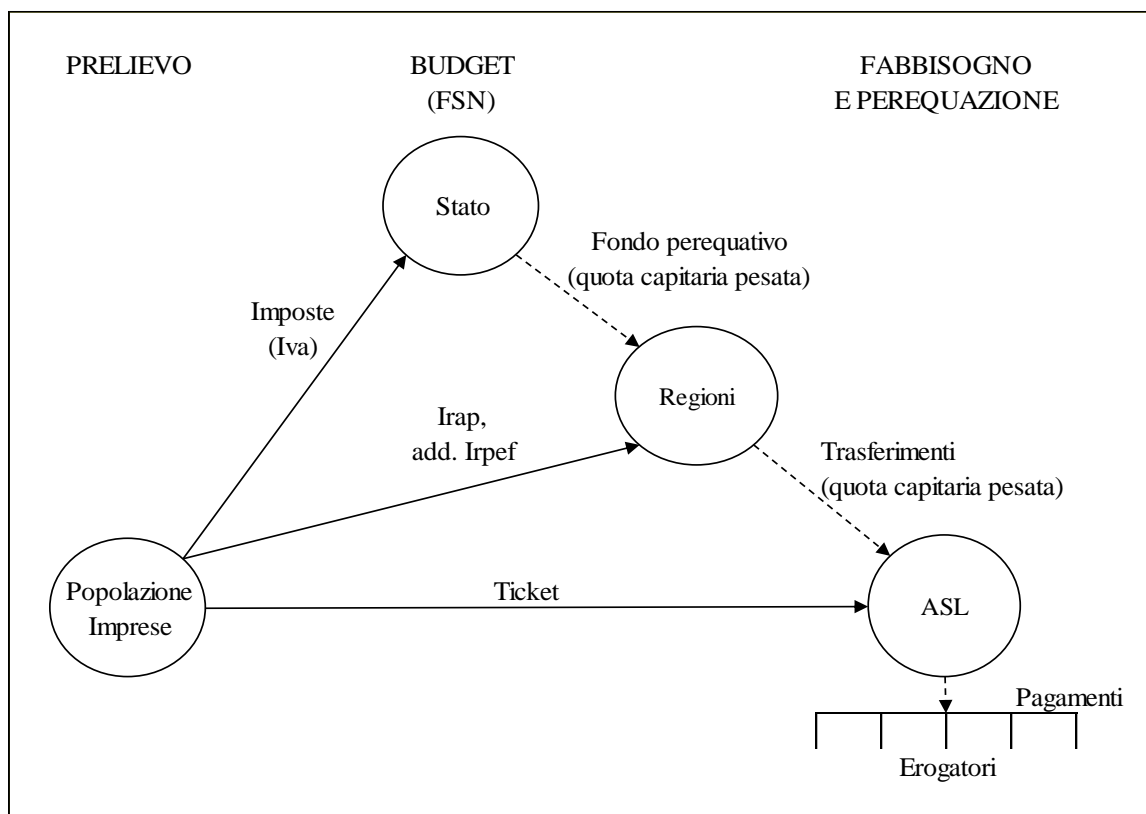 PRELIEVO
BUDGET
(FSN)
FABBISOGNO
E PEREQUAZIONE
Stato
Fondo perequativo
(quota capitaria pesata)
Imposte
(Iva)
Regioni
Irap,
add. Irpef
Trasferimenti
(quota capitaria pesata)
Popolazione
Imprese
Ticket
ASL
Pagamenti
Erogatori